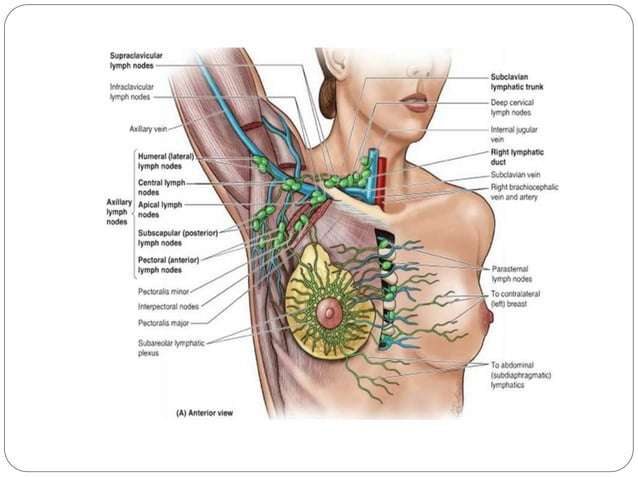 Supraclavicular
lymph nodes
Infraclavicular
lymph nodes
Axillary vein
Humeral (lateral)
lymph nodes
Central lymph
nodes
Axillary
lymph
nodes
Apical lymph
nodes
Subscapular (posterior)
lymph nodes
Pectoral (anterior)
lymph nodes
Pectoralis minor
Interpectoral nodes
Pectoralis major
Subareolar lymphatic
plexus
Subclavian
lymphatic trunk
Deep cervical
lymph nodes
Internal jugular
vein
Right lymphatic
duct
Subclavian vein
Right brachiocephalic
vein and artery
Parasternal
lymph nodes
To contralateral
(left) breast
To abdominal
(subdiaphragmatic)
lymphatics
(A) Anterior view